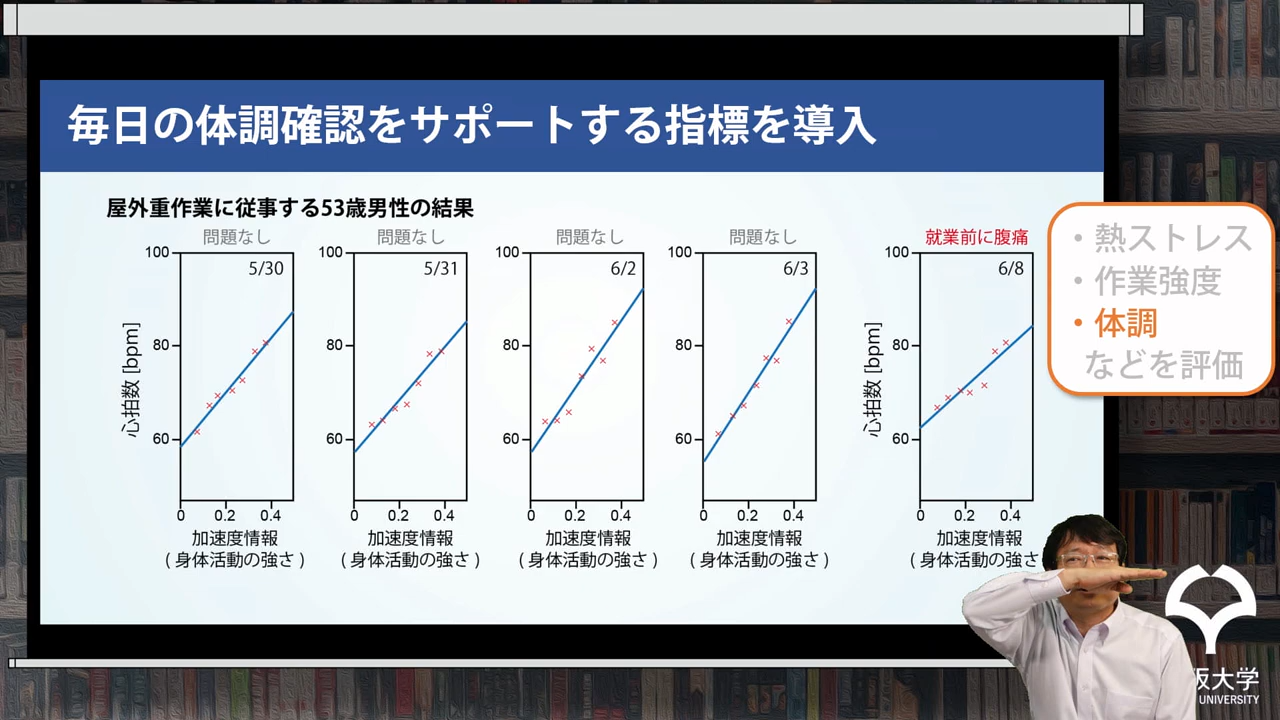 毎日の体調確認をサポートする指標を導入
屋外重作業に従事する53歳男性の結果
問題なし
100
5/30
80
60
心拍数 [bpm]
0 0.2 0.4
加速度情報
( 身体活動の強さ )
問題なし
100
5/31
80
60
0 0.2 0.4
加速度情報
( 身体活動の強さ )
問題なし
100
6/2
80
60
0 0.2 0.4
加速度情報
( 身体活動の強さ )
問題なし
100
6/3
80
60
0 0.2 0.4
加速度情報
( 身体活動の強さ )
就業前に腹痛
100
6/8
80
60
心拍数 [bpm]
0 0.2 0.4
加速度情報
( 身体活動の強さ
・熱ストレス
・作業強度
・体調
などを評価
阪大学
UNIVERSITY